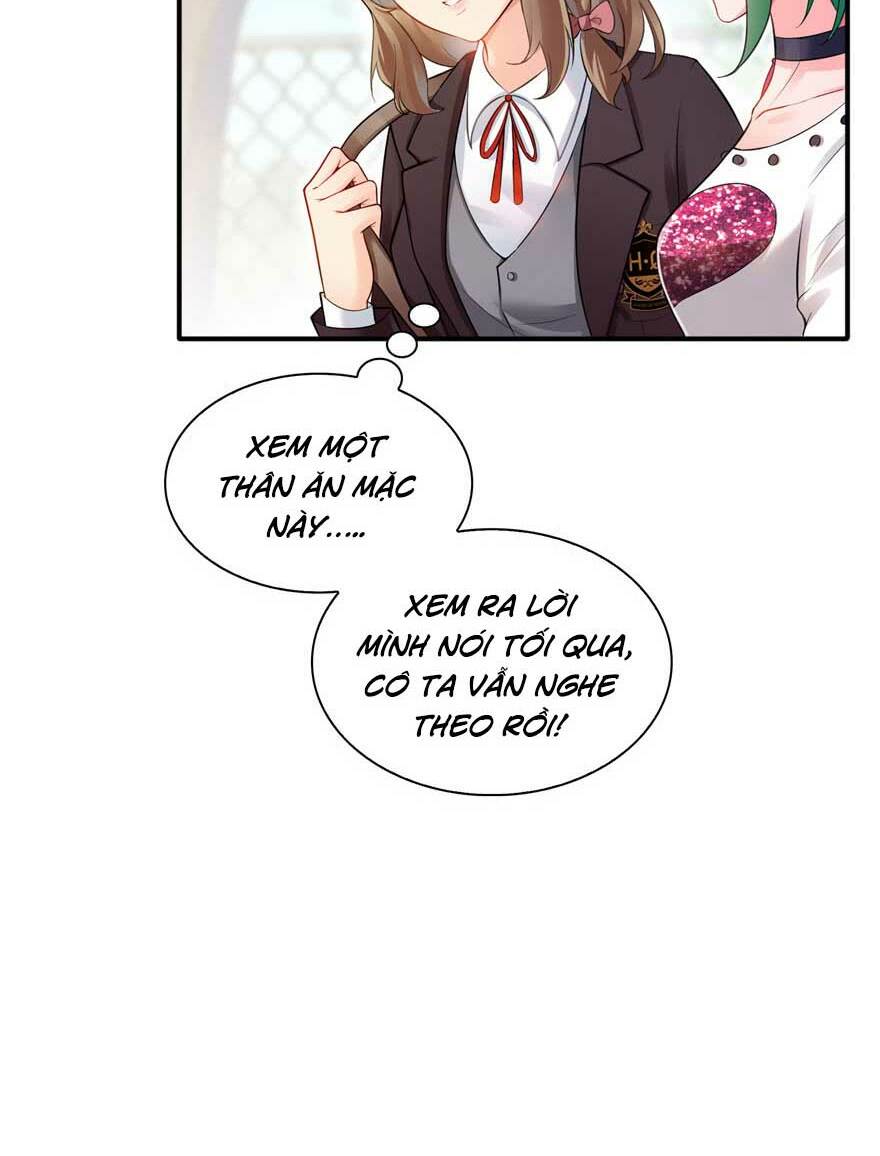 H·
XEM MỘT
THÂN ĂN MẶC
NÀY.....
XEM RA LỜI
MÌNH NÓI TỐI QUA,
CÔ TA VẪN NGHE
THEO RỒI!